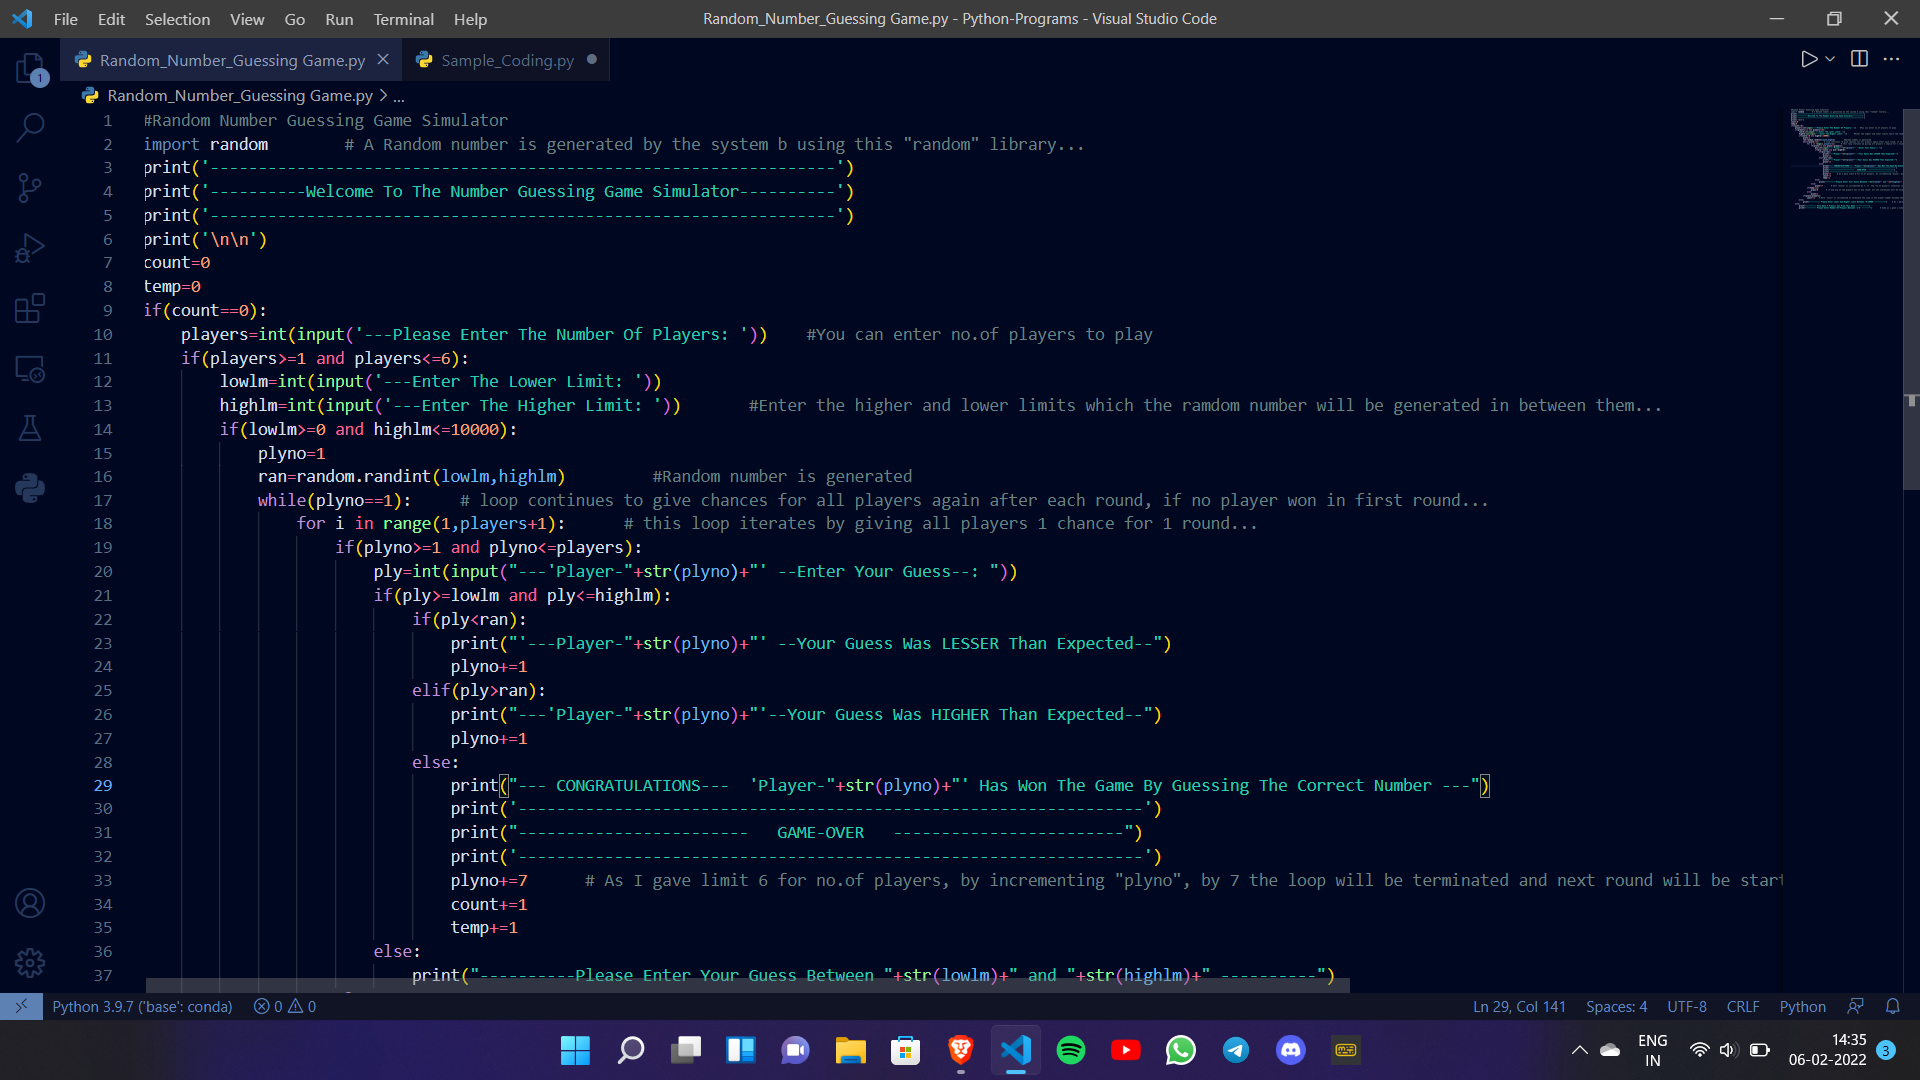 File Edit Selection View Go Run Terminal Help
Random_Number_Guessing Game.py - Python-Programs - Visual Studio Code
Random_Number_Guessing Game.py
Sample_Coding.py
1
Random_Number_Guessing Game.py > ...
1 #Random Number Guessing Game Simulator
2 import random        # A Random number is generated by the system b using this "random" library...
3 print('-----------------------------------------------------------------')
4 print('----------Welcome To The Number Guessing Game Simulator----------')
5 print('-----------------------------------------------------------------')
6 print('\n\n')
7 count=0
8 temp=0
9 if(count==0):
10     players=int(input('---Please Enter The Number Of Players: '))    #You can enter no.of players to play
11     if(players>=1 and players<=6):
12         lowlm=int(input('---Enter The Lower Limit: '))
13         highlm=int(input('---Enter The Higher Limit: '))       #Enter the higher and lower limits which the ramdom number will be generated in between them...
14         if(lowlm>=0 and highlm<=10000):
15             plyno=1
16             ran=random.randint(lowlm,highlm)         #Random number is generated
17             while(plyno==1):     # loop continues to give chances for all players again after each round, if no player won in first round...
18                 for i in range(1,players+1):      # this loop iterates by giving all players 1 chance for 1 round...
19                     if(plyno>=1 and plyno<=players):
20                         ply=int(input("---'Player-"+str(plyno)+"' --Enter Your Guess--: "))
21                         if(ply>=lowlm and ply<=highlm):
22                             if(ply<ran):
23                                 print("'---Player-"+str(plyno)+"' --Your Guess Was LESSER Than Expected--")
24                                 plyno+=1
25                             elif(ply>ran):
26                                 print("---'Player-"+str(plyno)+"'--Your Guess Was HIGHER Than Expected--")
27                                 plyno+=1
28                             else:
29                                 print("--- CONGRATULATIONS---  'Player-"+str(plyno)+"' Has Won The Game By Guessing The Correct Number ---")
30                                 print('-----------------------------------------------------------------')
31                                 print("------------------------   GAME-OVER   ------------------------")
32                                 print('-----------------------------------------------------------------')
33                                 plyno+=7      # As I gave limit 6 for no.of players, by incrementing "plyno", by 7 the loop will be terminated and next round will be start
34                                 count+=1
35                                 temp+=1
36                         else:
37                             print("----------Please Enter Your Guess Between "+str(lowlm)+" and "+str(highlm)+" ----------")
Python 3.9.7 ('base': conda) 0 0 Ln 29, Col 141 Spaces: 4 UTF-8 CRLF Python
ENG
IN
14:35
06-02-2022
3